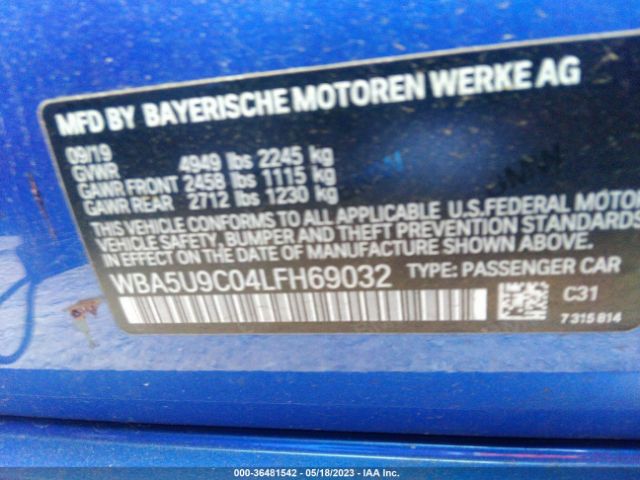 MFD BY BAYERISCHE MOTOREN WERKE AG
09/19
GVWR 4949 lbs 2245 kg
GAWR FRONT 2458 lbs 1115 kg
GAWR REAR 2712 lbs 1230 kg
THIS VEHICLE CONFORMS TO ALL APPLICABLE U.S.FEDERAL MOTOR
VEHICLE SAFETY, BUMPER, AND THEFT PREVENTION STANDARDS
IN EFFECT ON THE DATE OF MANUFACTURE SHOWN ABOVE.
WBA5U9C04LFH69032 TYPE: PASSENGER CAR
C31
7315814
000-36481542 - 05/18/2023 - IAA Inc.